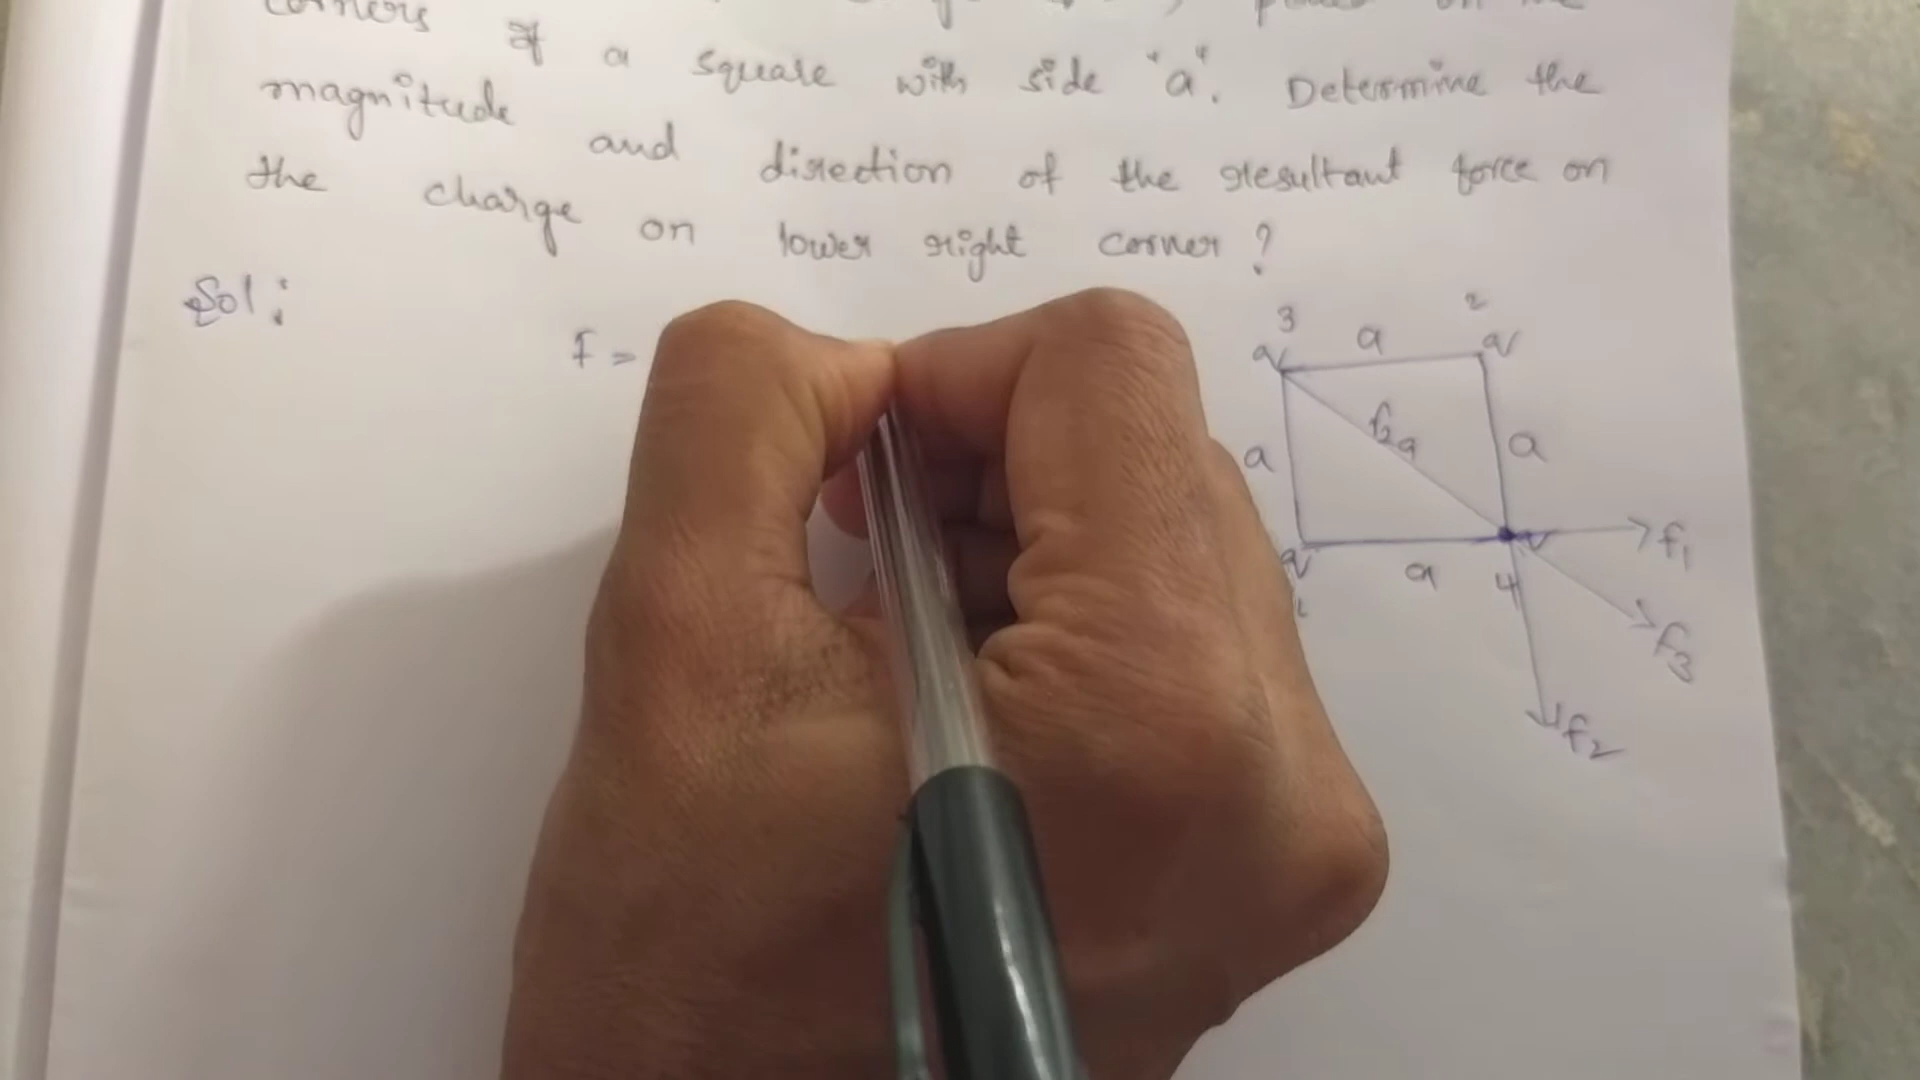 corners of a square with side "a". Determine the
magnitude and direction of the resultant force on
the charge on lower right corner ?
Sol :
F =
3
2
q
a
q
√2a
a
a
q
f1
q
a
4
1
f3
f2